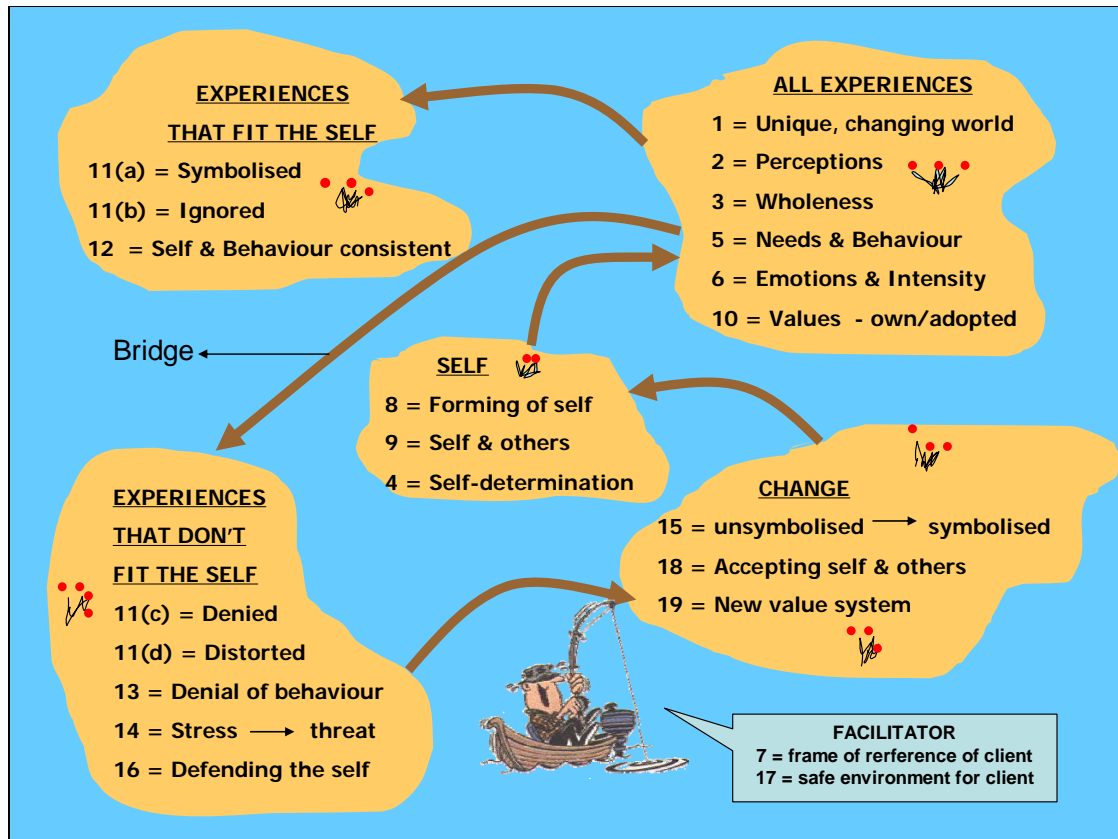 EXPERIENCES
THAT FIT THE SELF
11(a) = Symbolised
11(b) = Ignored
12 = Self & Behaviour consistent
ALL EXPERIENCES
1 = Unique, changing world
2 = Perceptions
3 = Wholeness
5 = Needs & Behaviour
6 = Emotions & Intensity
10 = Values - own/adopted
Bridge
SELF
8 = Forming of self
9 = Self & others
4 = Self-determination
EXPERIENCES
THAT DON'T
FIT THE SELF
11(c) = Denied
11(d) = Distorted
13 = Denial of behaviour
14 = Stress → threat
16 = Defending the self
CHANGE
15 = unsymbolised → symbolised
18 = Accepting self & others
19 = New value system
FACILITATOR
7 = frame of rerference of client
17 = safe environment for client